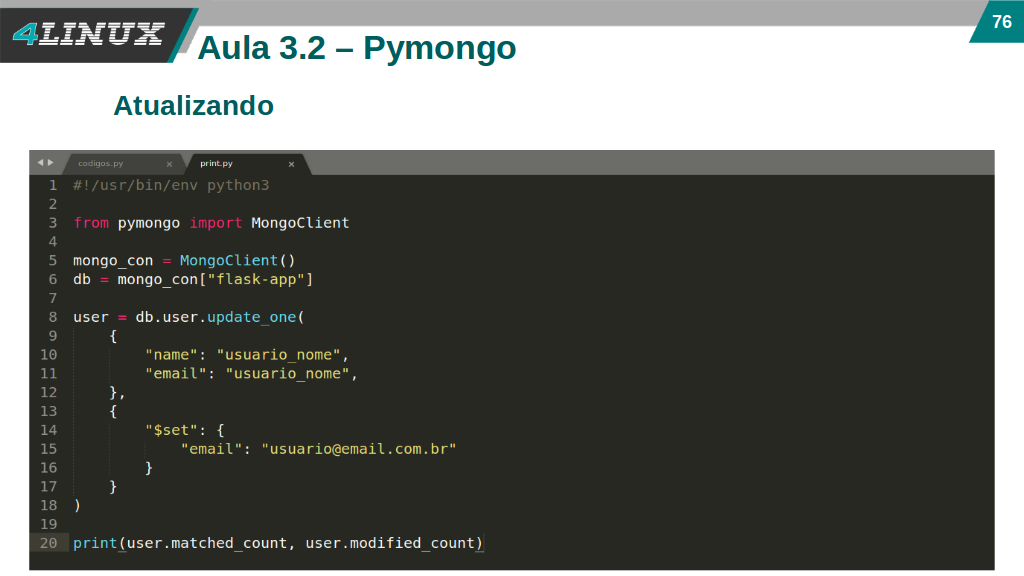 4LINUX
76
Aula 3.2 – Pymongo
Atualizando
codigos.py ×
print.py ×
1 #!/usr/bin/env python3
2
3 from pymongo import MongoClient
4
5 mongo_con = MongoClient()
6 db = mongo_con["flask-app"]
7
8 user = db.user.update_one(
9     {
10         "name": "usuario_nome",
11         "email": "usuario_nome",
12     },
13     {
14         "$set": {
15             "email": "usuario@email.com.br"
16         }
17     }
18 )
19
20 print(user.matched_count, user.modified_count)